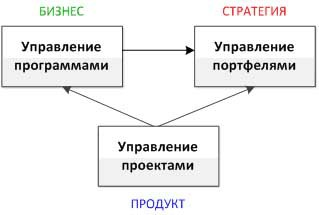 БИЗНЕС
СТРАТЕГИЯ
Управление
программами
Управление
портфелями
Управление
проектами
ПРОДУКТ